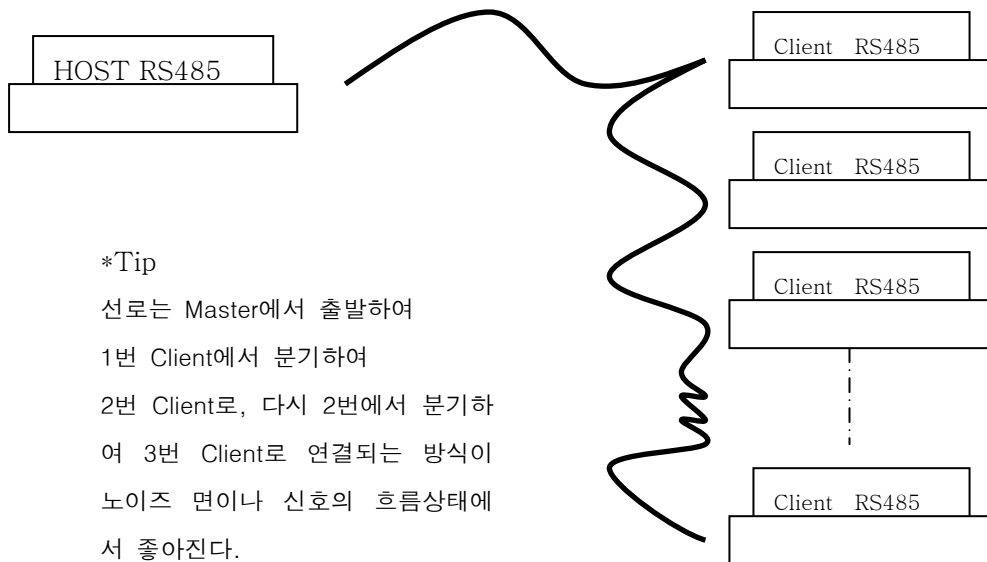 HOST RS485
Client RS485
Client RS485
Client RS485
Client RS485
*Tip
선로는 Master에서 출발하여
1번 Client에서 분기하여
2번 Client로, 다시 2번에서 분기하
여 3번 Client로 연결되는 방식이
노이즈 면이나 신호의 흐름상태에
서 좋아진다.